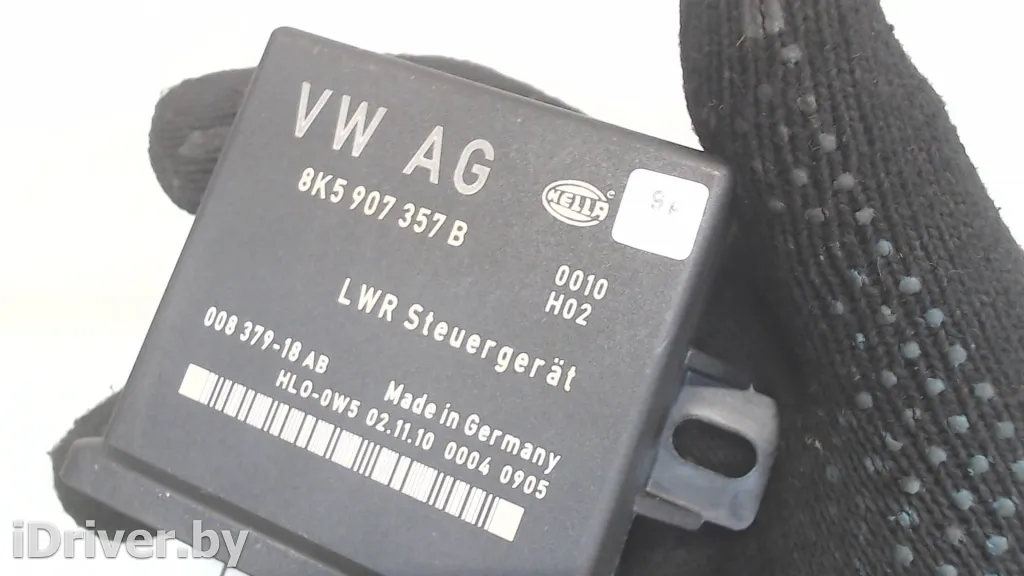 VW AG
8K5 907 357 B
HELLA
0010
H02
LWR Steuergerät
008 379-18 AB
Made in Germany
HLO-0W5 02.11.10 0004 0905
iDriver.by